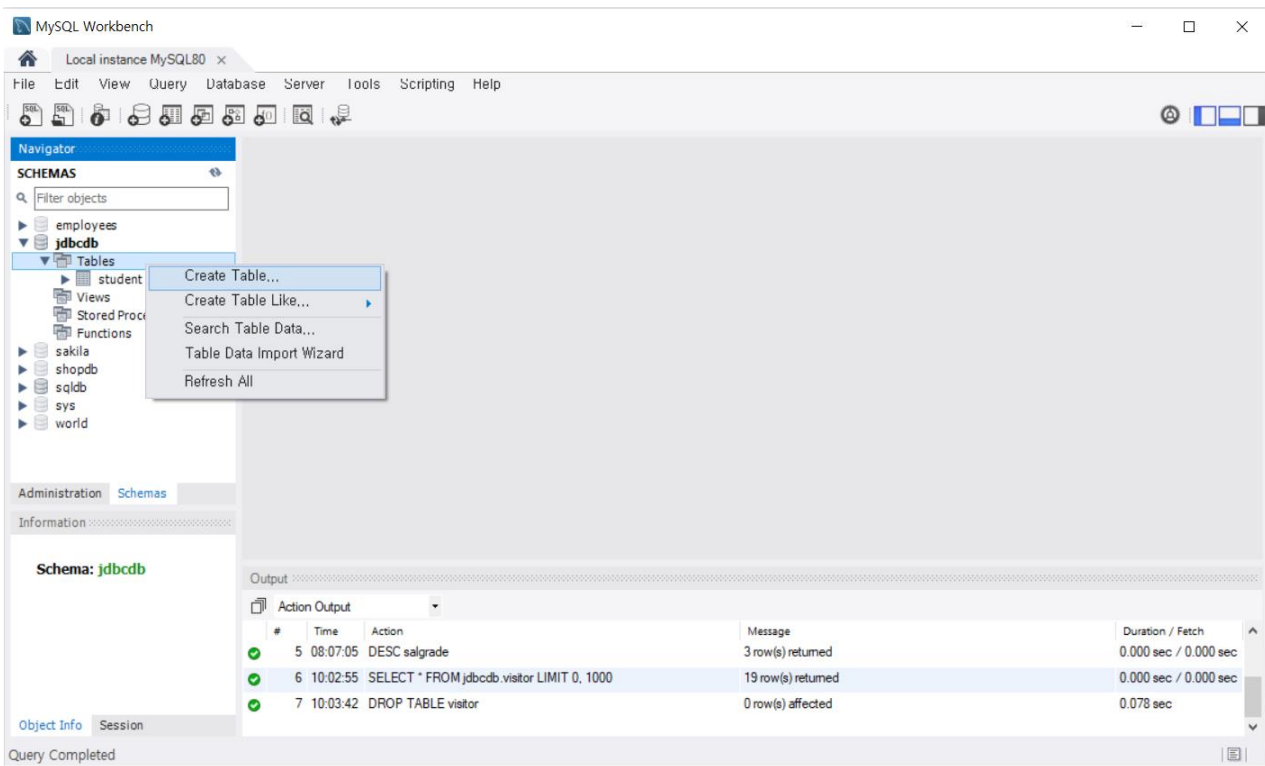 MySQL Workbench
Local instance MySQL80
File Edit View Query Database Server Tools Scripting Help
Navigator
SCHEMAS
Filter objects
employees
jdbcdb
Tables
student
Views
Stored Proce
Functions
sakila
shopdb
sqldb
sys
world
Create Table...
Create Table Like...
Search Table Data...
Table Data Import Wizard
Refresh All
Administration Schemas
Information
Schema: jdbcdb
Object Info Session
Output
Action Output
# Time Action Message Duration / Fetch
5 08:07:05 DESC salgrade 3 row(s) returned 0.000 sec / 0.000 sec
6 10:02:55 SELECT * FROM jdbcdb.visitor LIMIT 0, 1000 19 row(s) returned 0.000 sec / 0.000 sec
7 10:03:42 DROP TABLE visitor 0 row(s) affected 0.078 sec
Query Completed